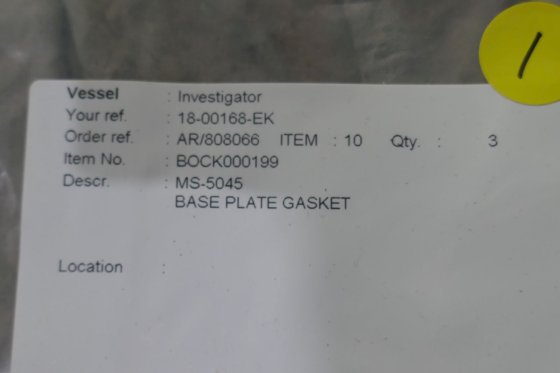 1
Vessel : Investigator
Your ref. : 18-00168-EK
Order ref. : AR/808066 ITEM : 10 Qty. : 3
Item No. : BOCK000199
Descr. : MS-5045
BASE PLATE GASKET
Location :